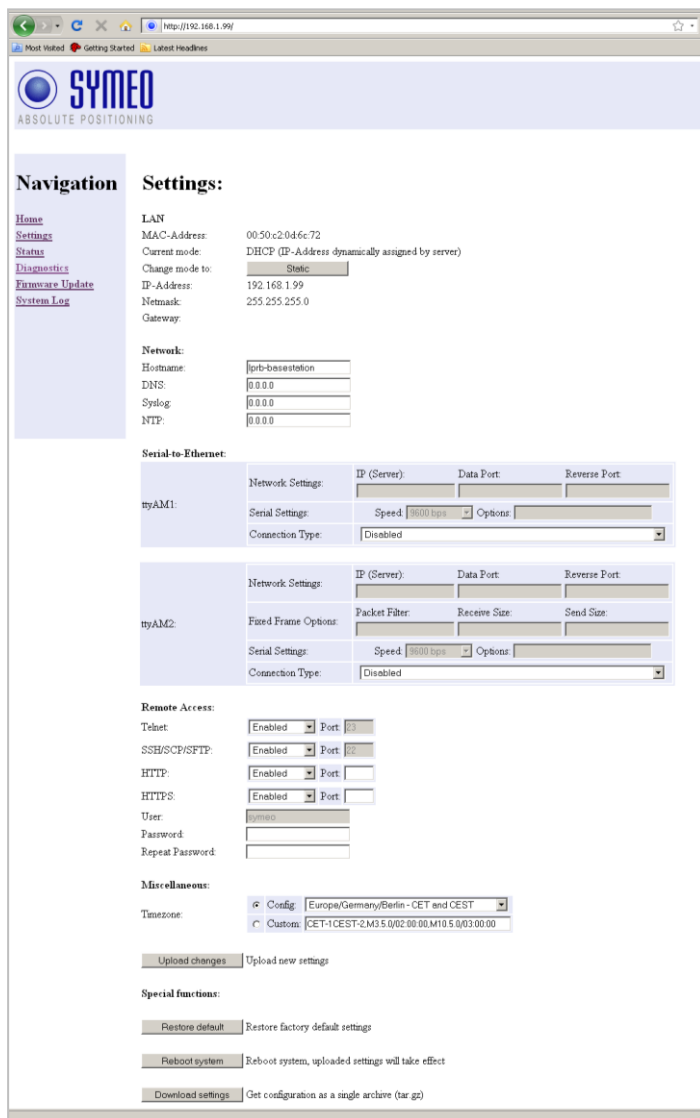 http://192.168.1.99/
Most Visited Getting Started Latest Headlines
SYMEO
ABSOLUTE POSITIONING
Navigation
Home
Settings
Status
Diagnostics
Firmware Update
System Log
Settings:
LAN
MAC-Address: 00:50:c2:0d:6c:72
Current mode: DHCP (IP-Address dynamically assigned by server)
Change mode to: Static
IP-Address: 192.168.1.99
Netmask: 255.255.255.0
Gateway:
Network:
Hostname: lprb-basestation
DNS: 0.0.0.0
Syslog: 0.0.0.0
NTP: 0.0.0.0
Serial-to-Ethernet:
ttyAM1:
Network Settings: IP (Server): Data Port: Reverse Port:
Serial Settings: Speed: 9600 bps Options:
Connection Type: Disabled
ttyAM2:
Network Settings: IP (Server): Data Port: Reverse Port:
Fixed Frame Options: Packet Filter: Receive Size: Send Size:
Serial Settings: Speed: 9600 bps Options:
Connection Type: Disabled
Remote Access:
Telnet: Enabled Port: 23
SSH/SCP/SFTP: Enabled Port: 22
HTTP: Enabled Port:
HTTPS: Enabled Port:
User: symeo
Password:
Repeat Password:
Miscellaneous:
Timezone:
Config: Europe/Germany/Berlin - CET and CEST
Custom: CET-1CEST-2,M3.5.0/02:00:00,M10.5.0/03:00:00
Upload changes Upload new settings
Special functions:
Restore default Restore factory default settings
Reboot system Reboot system, uploaded settings will take effect
Download settings Get configuration as a single archive (tar.gz)